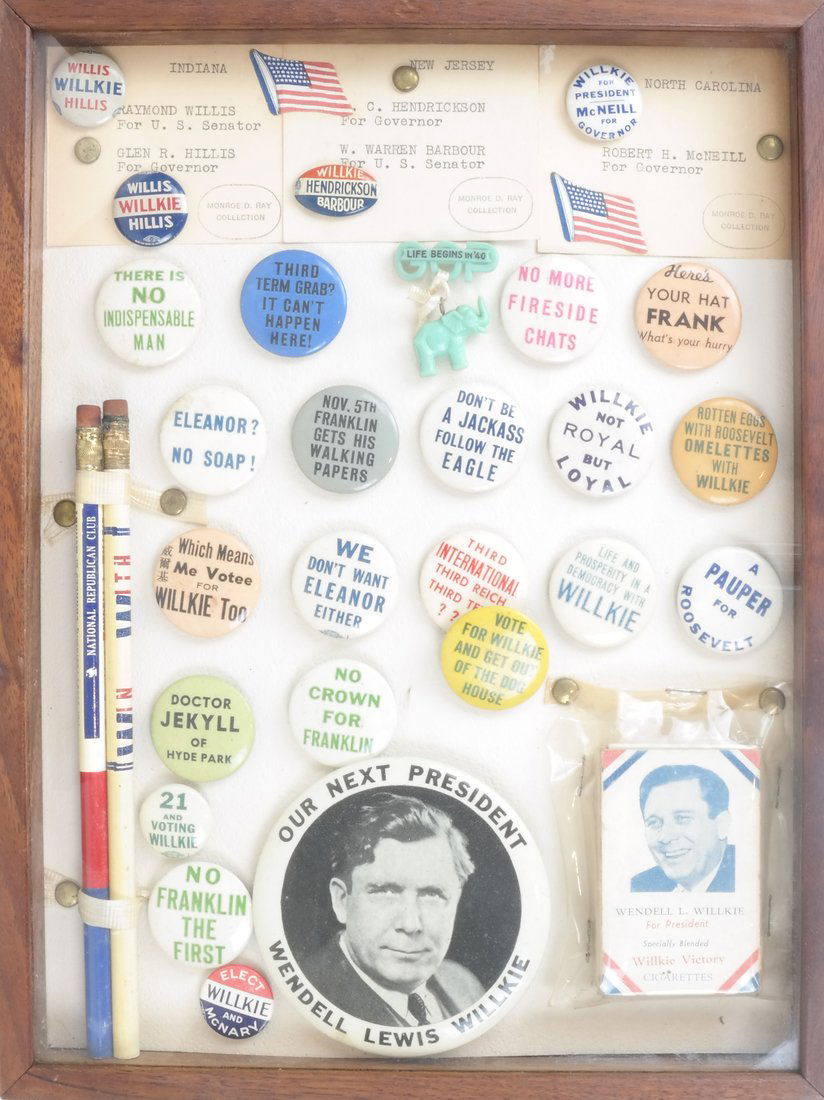 WILLIS
WILLKIE
HILLIS
INDIANA
RAYMOND WILLIS
For U. S. Senator
GLEN R. HILLIS
For Governor
WILLIS
WILLKIE
HILLIS
MONROE D. RAY
COLLECTION
NEW JERSEY
C. HENDRICKSON
For Governor
W. WARREN BARBOUR
For U. S. Senator
WILLKIE
HENDRICKSON
BARBOUR
MONROE D. RAY
COLLECTION
WILLKIE
FOR
PRESIDENT
McNEILL
FOR
GOVERNOR
NORTH CAROLINA
ROBERT H. McNEILL
For Governor
MONROE D. RAY
COLLECTION
THERE IS
NO
INDISPENSABLE
MAN
THIRD
TERM GRAB?
IT CAN'T
HAPPEN
HERE!
GOP
LIFE BEGINS IN '40
NO MORE
FIRESIDE
CHATS
Here's
YOUR HAT
FRANK
What's your hurry
ELEANOR?
NO SOAP!
NOV. 5TH
FRANKLIN
GETS HIS
WALKING
PAPERS
DON'T BE
A JACKASS
FOLLOW THE
EAGLE
WILLKIE
NOT
ROYAL
BUT
LOYAL
ROTTEN EGGS
WITH ROOSEVELT
OMELETTES
WITH
WILLKIE
NATIONAL REPUBLICAN CLUB
WIN WITH
Which Means
Me Votee
FOR
WILLKIE Too
WE
DON'T WANT
ELEANOR
EITHER
THIRD
INTERNATIONAL
THIRD REICH
THIRD TE
? ?
VOTE
FOR WILLKIE
AND GET OUT
OF THE DOG
HOUSE
LIFE AND
PROSPERITY IN A
DEMOCRACY WITH
WILLKIE
A
PAUPER
FOR
ROOSEVELT
DOCTOR
JEKYLL
OF
HYDE PARK
NO
CROWN
FOR
FRANKLIN
21
AND
VOTING
WILLKIE
NO
FRANKLIN
THE
FIRST
ELECT
WILLKIE
AND
McNARY
OUR NEXT PRESIDENT
WENDELL LEWIS WILLKIE
WENDELL L. WILLKIE
For President
Specially Blended
Willkie Victory
CIGARETTES